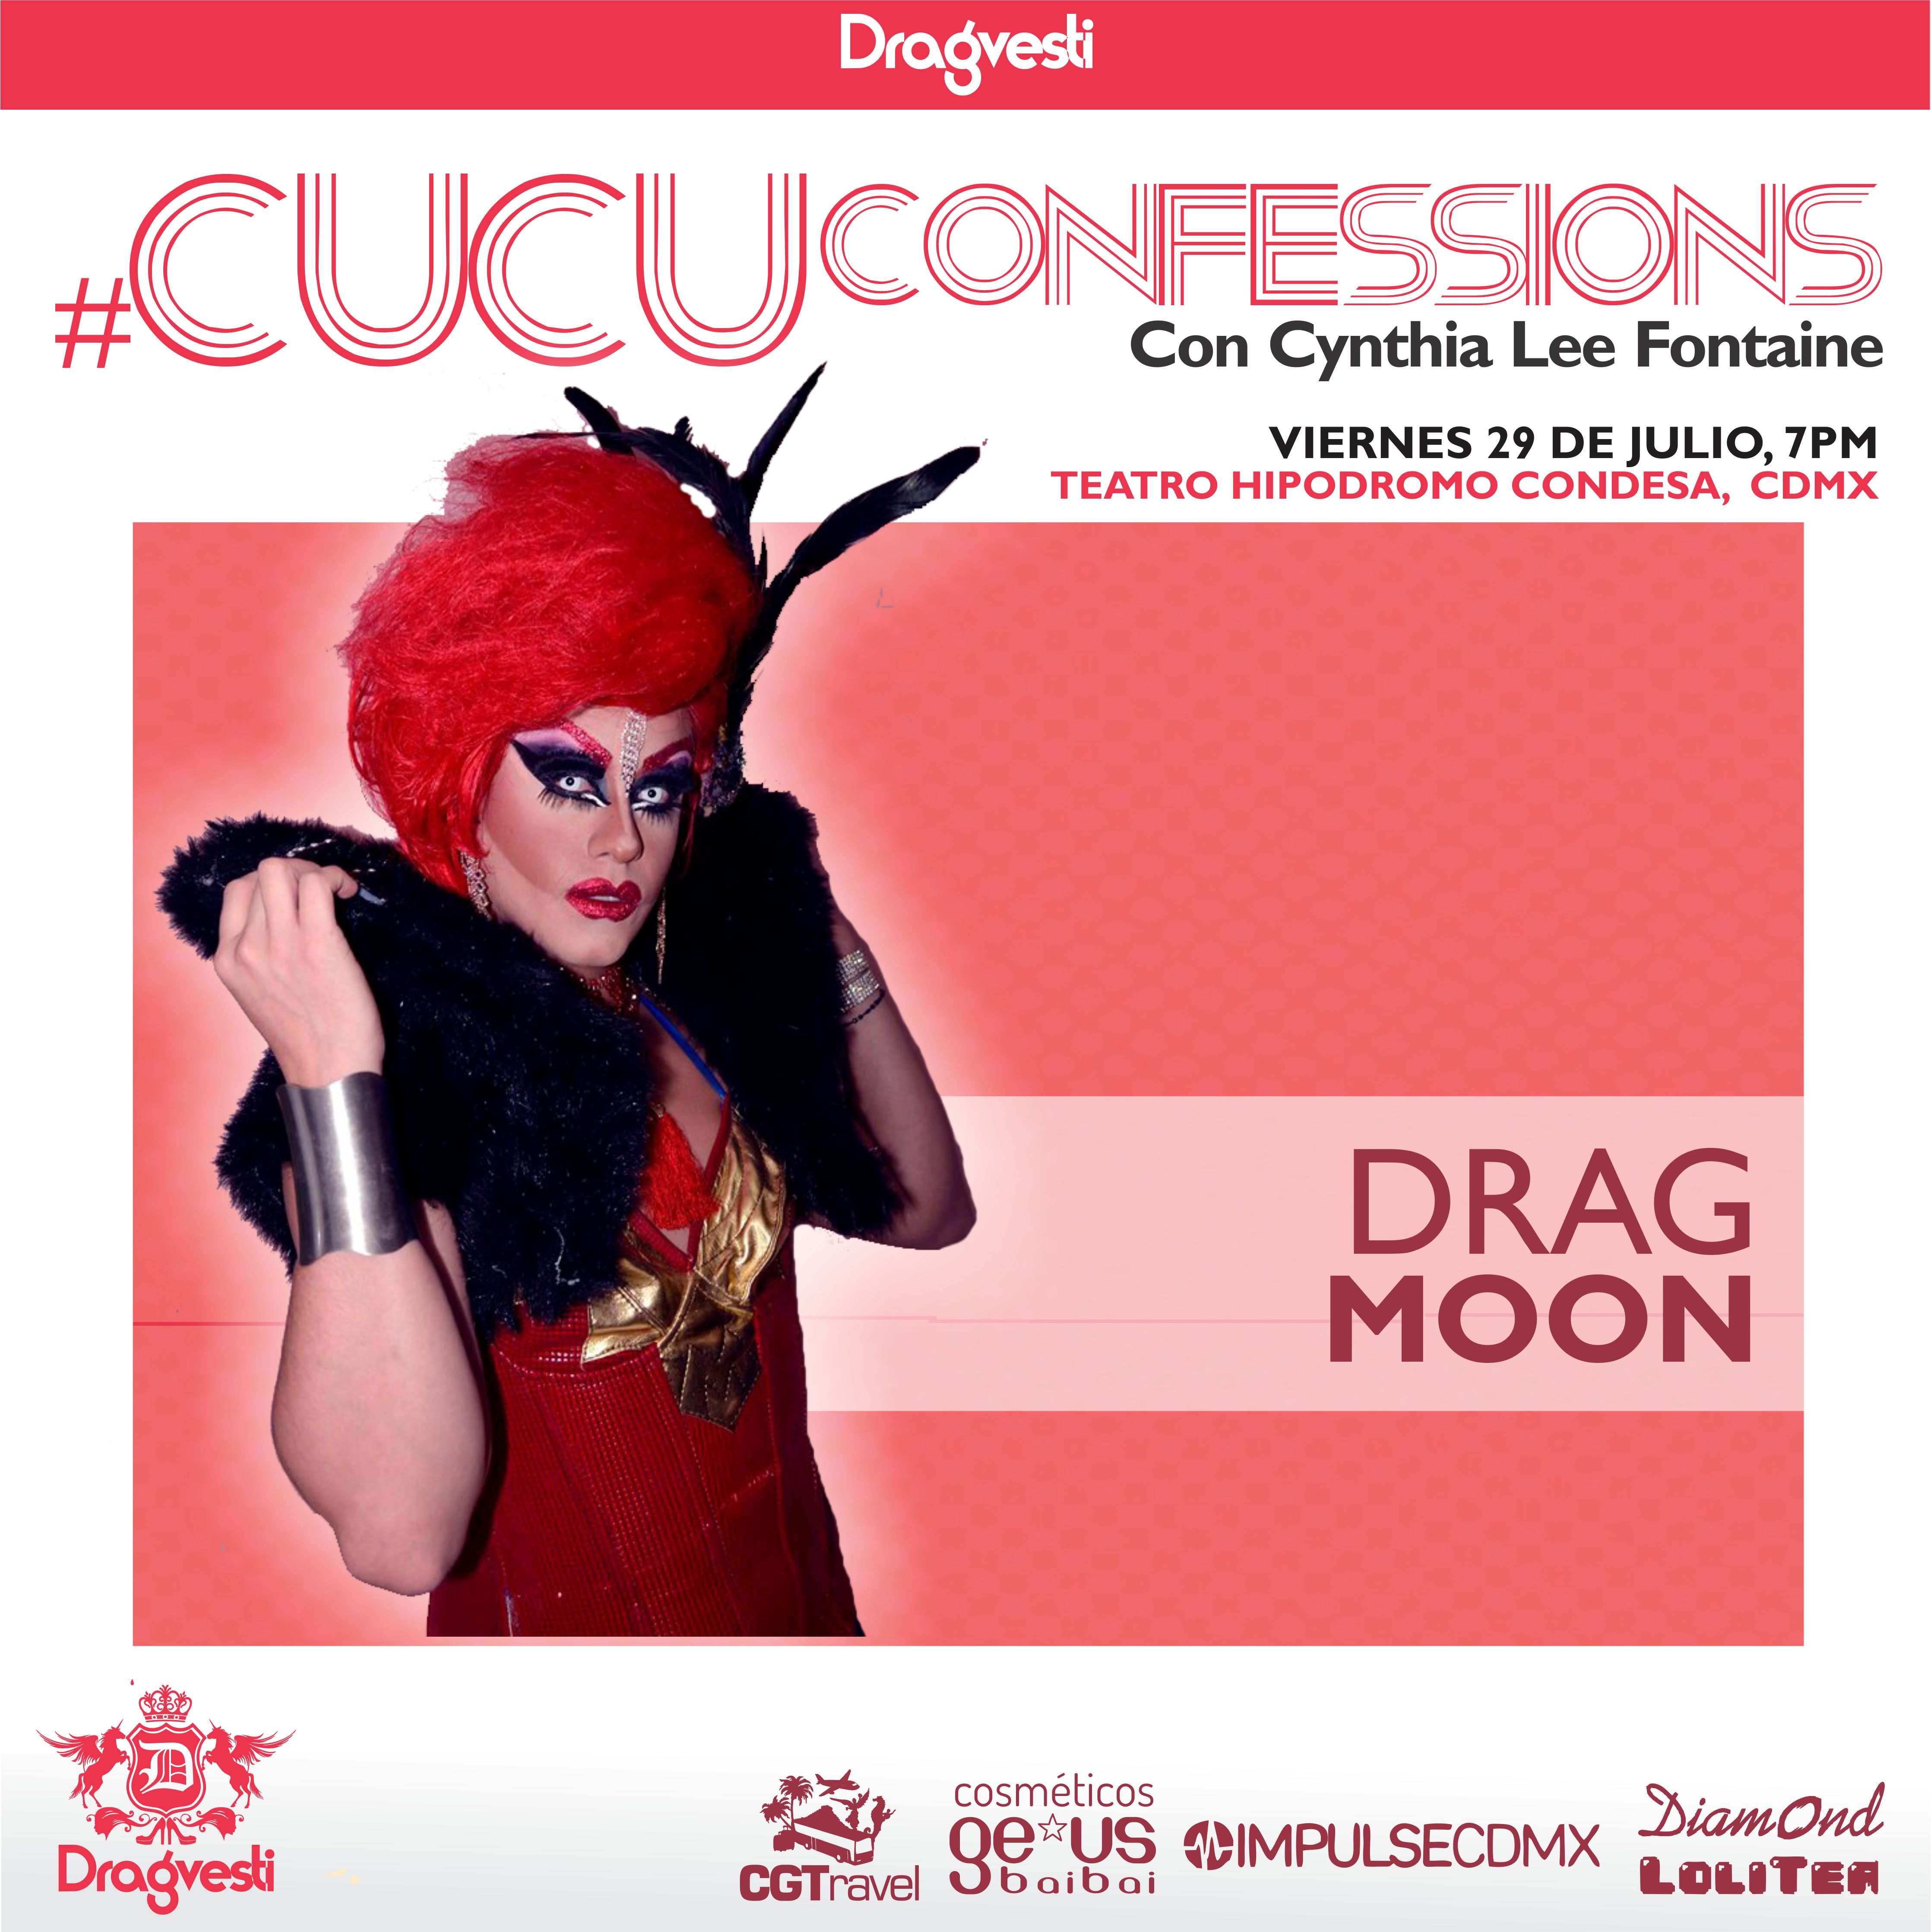 Dragvesti
#CUCUCONFESSIONS
Con Cynthia Lee Fontaine
VIERNES 29 DE JULIO, 7PM
TEATRO HIPODROMO CONDESA, CDMX
DRAG
MOON
D
Dragvesti
CGTravel
cosméticos
ge☆us
baibai
IMPULSECDMX
DiamOnd
LOLITEA